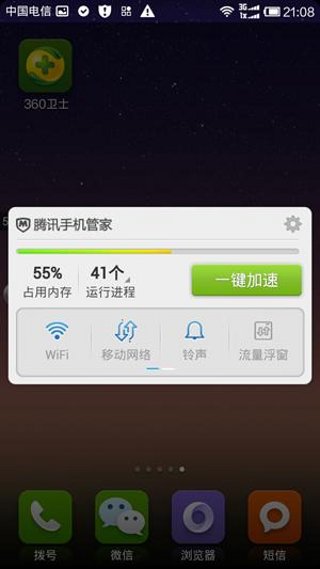 中国电信 3G 1x 21:08
360卫士
腾讯手机管家
55% 41个
占用内存 运行进程 一键加速
WiFi 移动网络 铃声 流量浮窗
拨号 微信 浏览器 短信